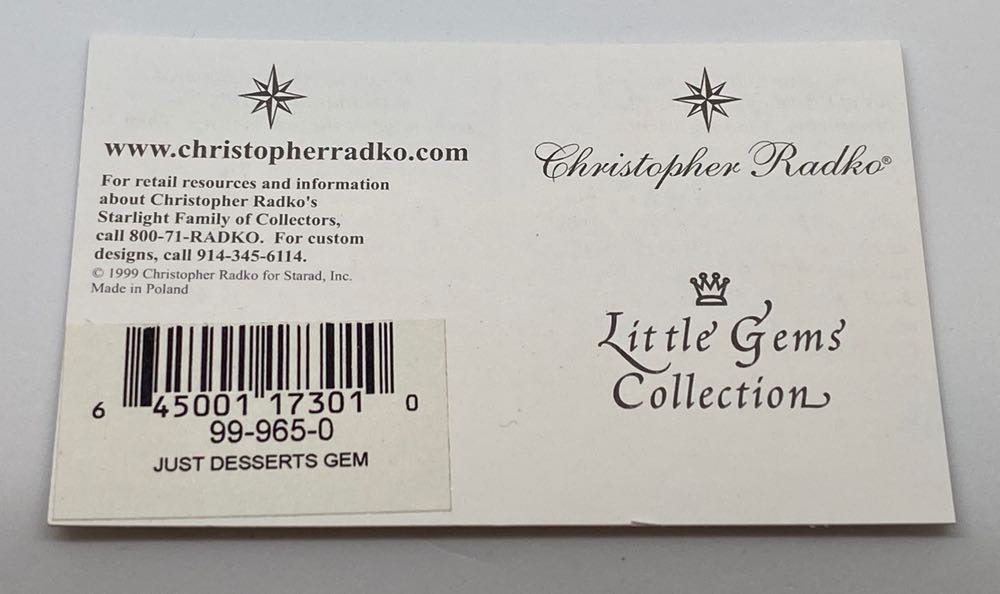 www.christopherradko.com
For retail resources and information
about Christopher Radko's
Starlight Family of Collectors,
call 800-71-RADKO. For custom
designs, call 914-345-6114.
© 1999 Christopher Radko for Starad, Inc.
Made in Poland
6 45001 17301 0
99-965-0
JUST DESSERTS GEM
Christopher Radko®
Little Gems
Collection